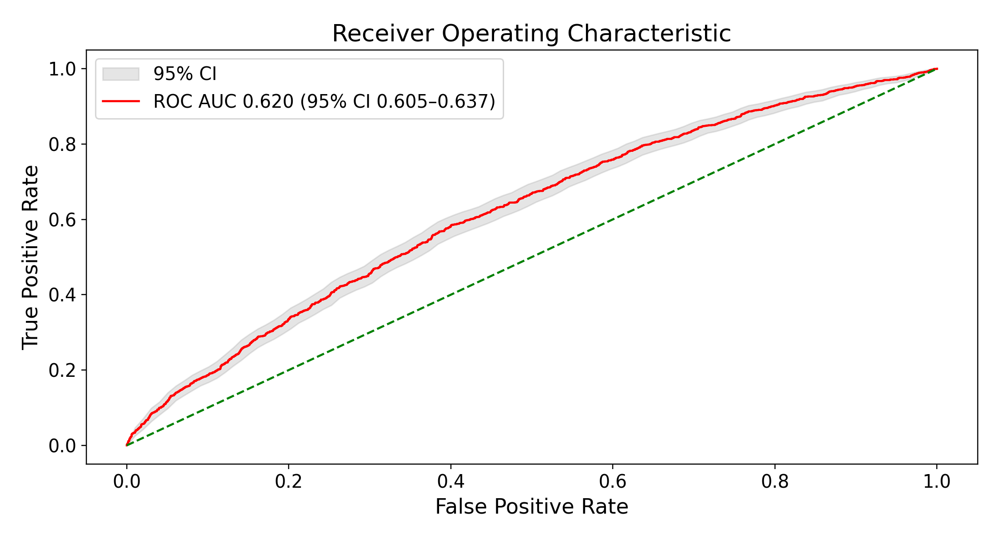 Receiver Operating Characteristic
95% CI
ROC AUC 0.620 (95% CI 0.605–0.637)
True Positive Rate
1.0
0.8
0.6
0.4
0.2
0.0
0.0 0.2 0.4 0.6 0.8 1.0
False Positive Rate